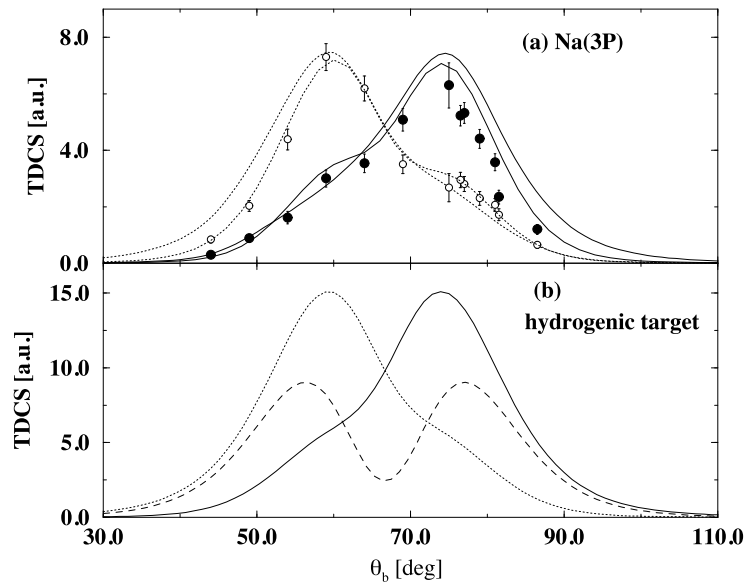 8.0
(a) Na(3P)
TDCS [a.u.]
4.0
0.0
15.0
(b)
hydrogenic target
TDCS [a.u.]
10.0
5.0
0.0
30.0 50.0 70.0 90.0 110.0
θb [deg]